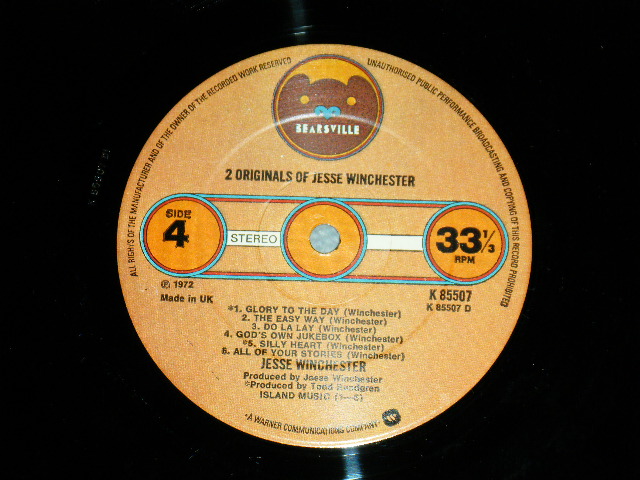 ALL RIGHTS OF THE MANUFACTURER AND OF THE OWNER OF THE RECORDED WORK RESERVED
UNAUTHORISED PUBLIC PERFORMANCE BROADCASTING AND COPYING OF THIS RECORD PROHIBITED
BEARSVILLE
2 ORIGINALS OF JESSE WINCHESTER
SIDE
4
STEREO
33 1/3
RPM
℗ 1972
Made in UK
K 85507
K 85507 D
*1. GLORY TO THE DAY (Winchester)
2. THE EASY WAY (Winchester)
3. DO LA LAY (Winchester)
4. GOD'S OWN JUKEBOX (Winchester)
*5. SILLY HEART (Winchester)
6. ALL OF YOUR STORIES (Winchester)
JESSE WINCHESTER
Produced by Jesse Winchester
*Produced by Todd Rundgren
ISLAND MUSIC (1-6)
"A WARNER COMMUNICATIONS COMPANY"